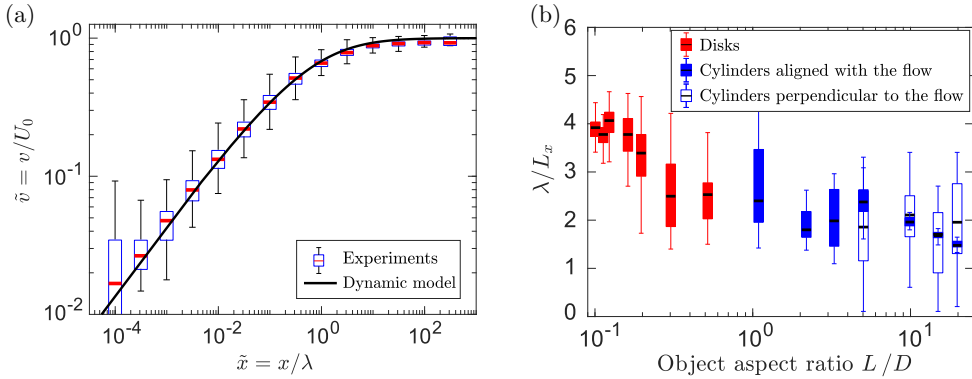 (a)
10^0
10^{-1}
10^{-2}
ṽ = v/U_0
Experiments
Dynamic model
10^{-4}
10^{-2}
10^0
10^2
x̃ = x/λ
(b)
6
5
4
3
2
1
0
λ/L_x
Disks
Cylinders aligned with the flow
Cylinders perpendicular to the flow
10^{-1}
10^0
10^1
Object aspect ratio L/D